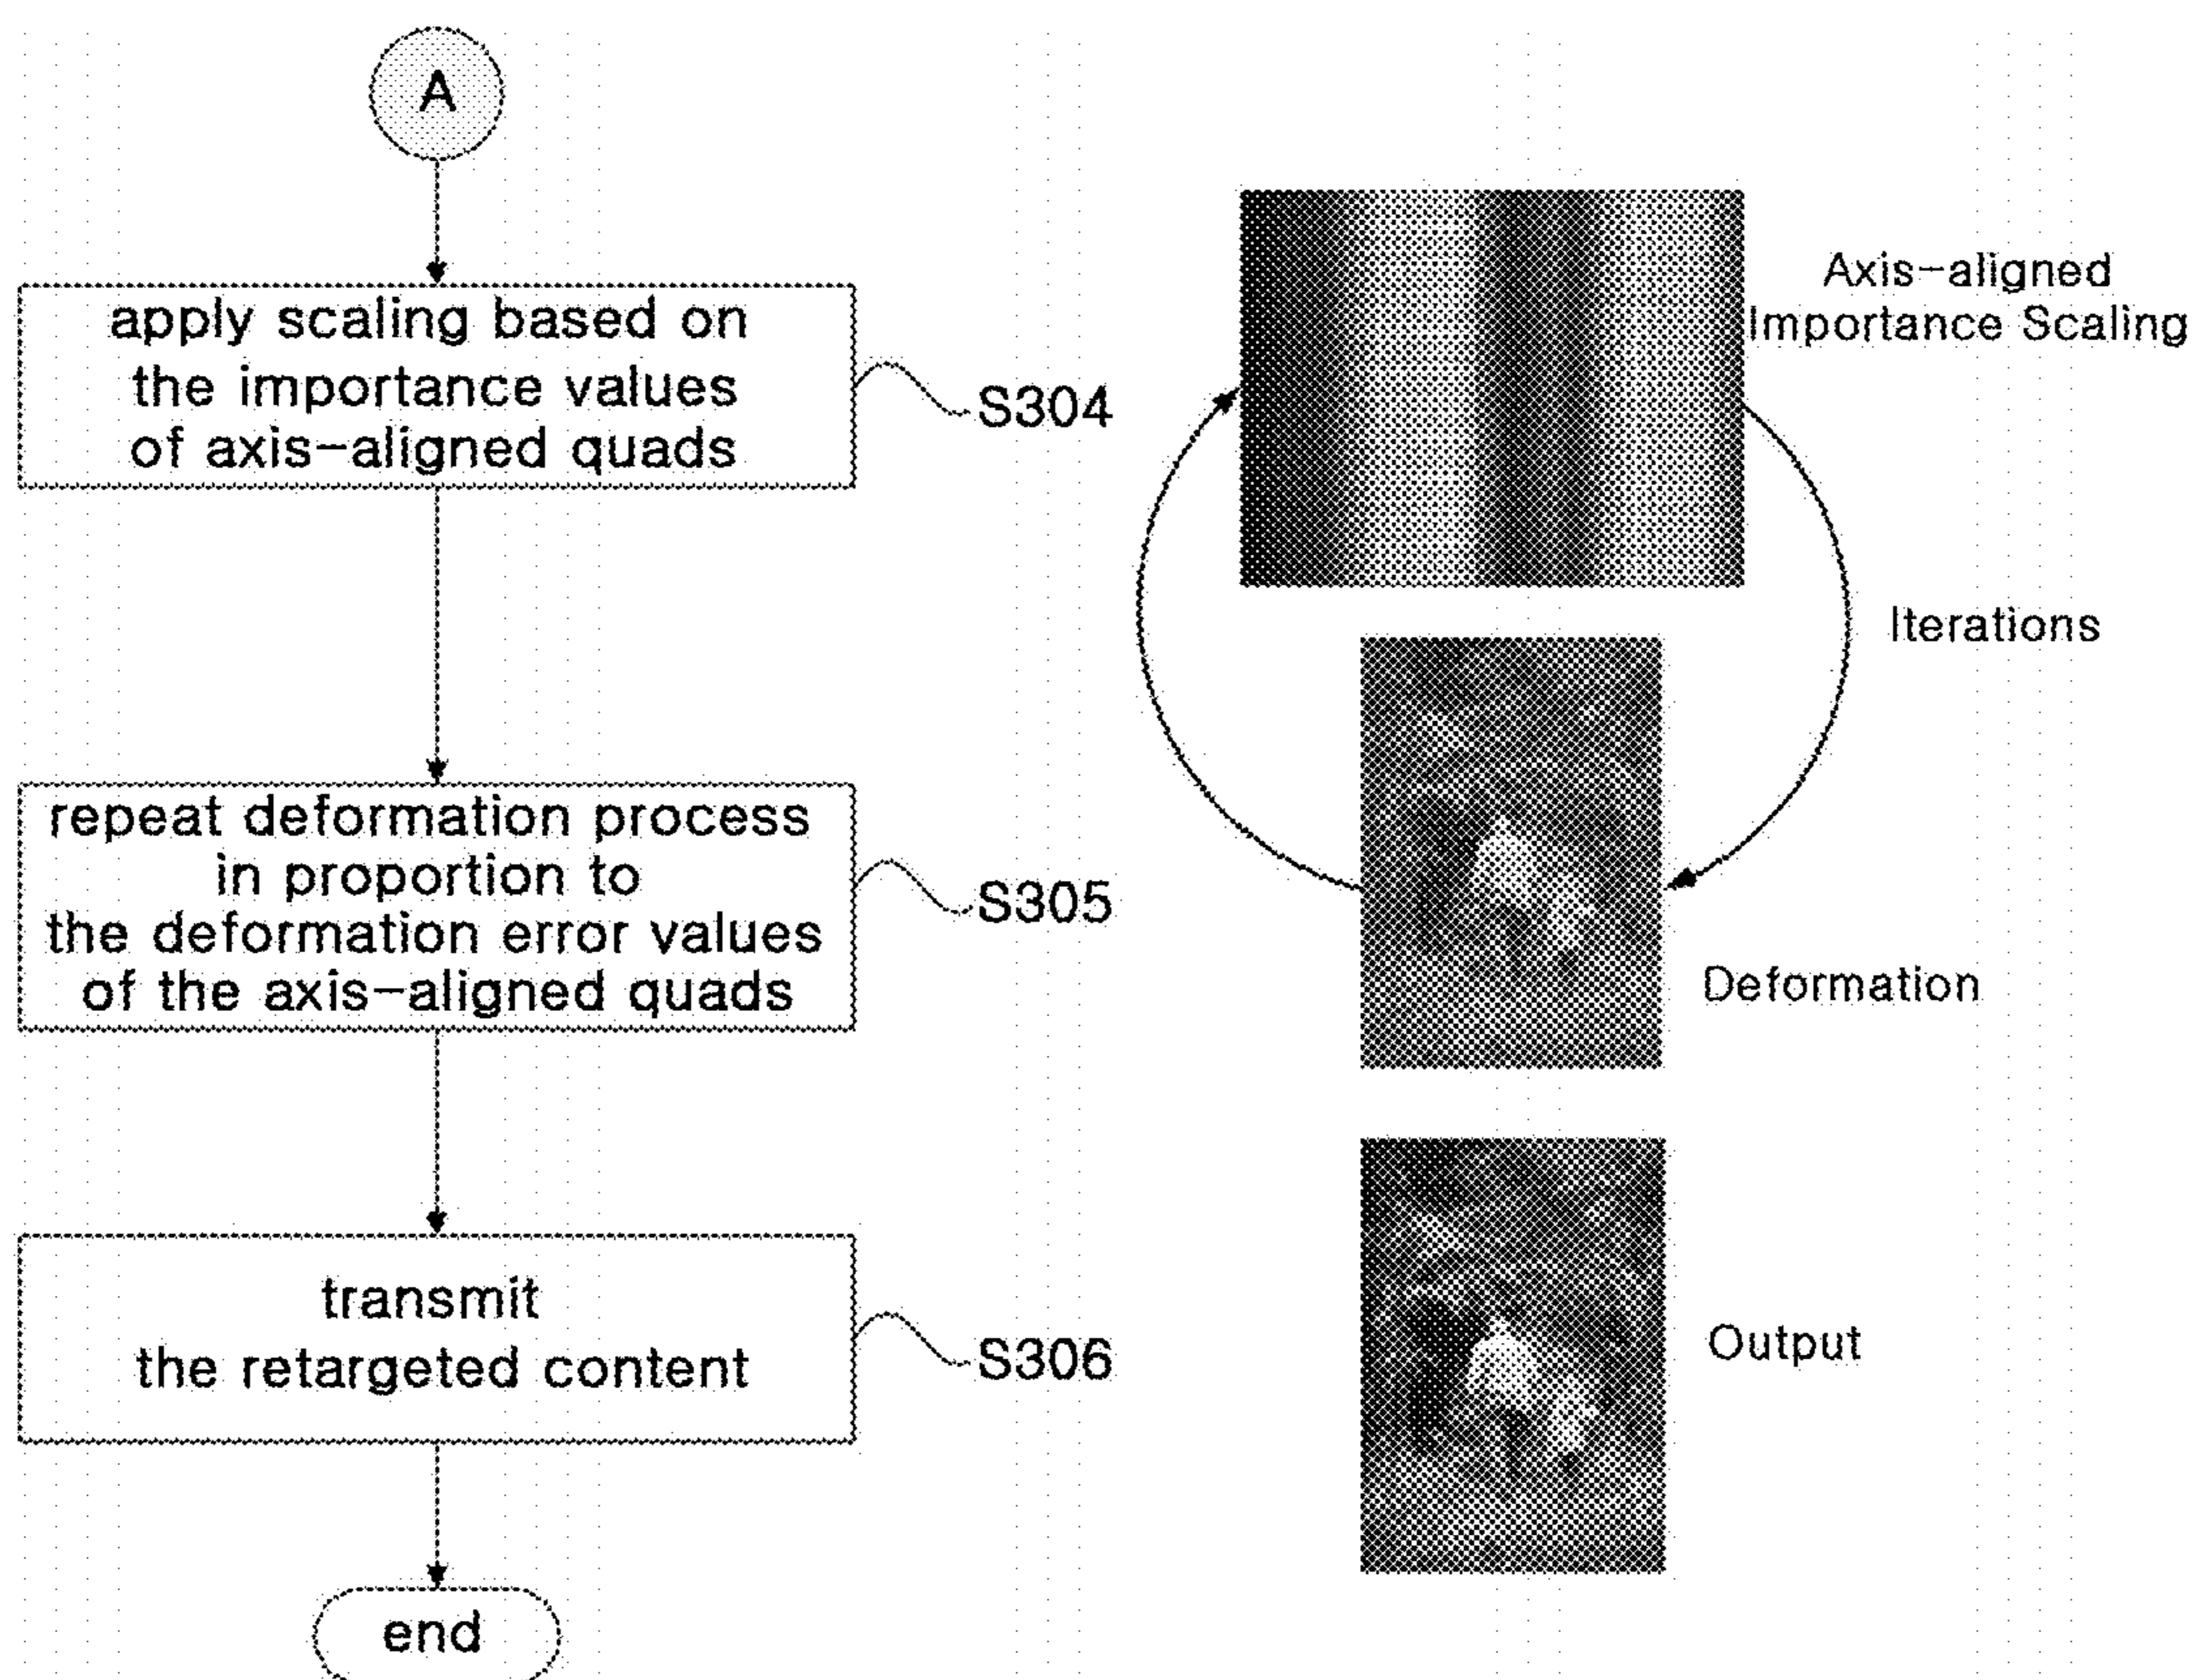 A
apply scaling based on
the importance values
of axis-aligned quads
S304
repeat deformation process
in proportion to
the deformation error values
of the axis-aligned quads
S305
transmit
the retargeted content
S306
end
Axis-aligned
Importance Scaling
Iterations
Deformation
Output